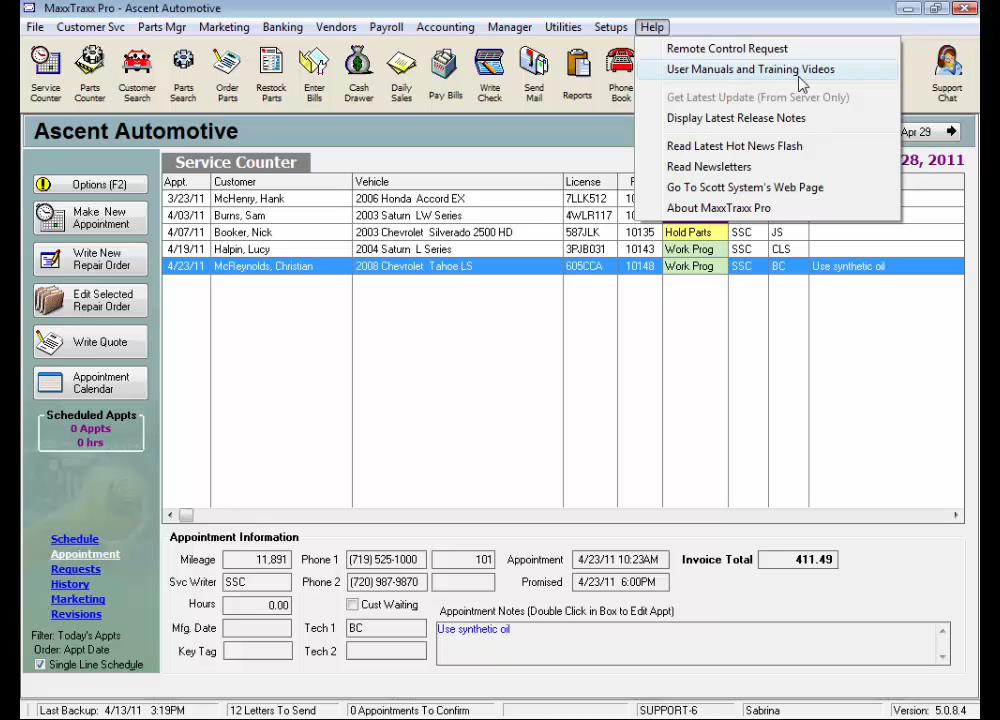 MaxxTraxx Pro - Ascent Automotive
File Customer Svc Parts Mgr Marketing Banking Vendors Payroll Accounting Manager Utilities Setups Help
Service Counter
Parts Counter
Customer Search
Parts Search
Order Parts
Restock Parts
Enter Bills
Cash Drawer
Daily Sales
Pay Bills
Write Check
Send Mail
Reports
Phone Book
Support Chat
Remote Control Request
User Manuals and Training Videos
Get Latest Update (From Server Only)
Display Latest Release Notes
Read Latest Hot News Flash
Read Newsletters
Go To Scott System's Web Page
About MaxxTraxx Pro
Ascent Automotive
Apr 29
28, 2011
Service Counter
Options (F2)
Make New Appointment
Write New Repair Order
Edit Selected Repair Order
Write Quote
Appointment Calendar
Scheduled Appts
0 Appts
0 hrs
Schedule
Appointment
Requests
History
Marketing
Revisions
Filter: Today's Appts
Order: Appt Date
Single Line Schedule
Appt. Customer Vehicle License
3/23/11 McHenry, Hank 2006 Honda Accord EX 7LLK512
4/03/11 Burns, Sam 2003 Saturn LW Series 4WLR117
4/07/11 Booker, Nick 2003 Chevrolet Silverado 2500 HD 587JLK 10135 Hold Parts SSC JS
4/19/11 Halpin, Lucy 2004 Saturn L Series 3PJB031 10143 Work Prog SSC CLS
4/23/11 McReynolds, Christian 2008 Chevrolet Tahoe LS 605CCA 10148 Work Prog SSC BC Use synthetic oil
Appointment Information
Mileage 11,891 Phone 1 (719) 525-1000 101 Appointment 4/23/11 10:23AM Invoice Total 411.49
Svc Writer SSC Phone 2 (720) 987-9870 Promised 4/23/11 6:00PM
Hours 0.00 Cust Waiting Appointment Notes (Double Click in Box to Edit Appt)
Mfg. Date Tech 1 BC Use synthetic oil
Key Tag Tech 2
Last Backup: 4/13/11 3:19PM 12 Letters To Send 0 Appointments To Confirm SUPPORT-6 Sabrina Version: 5.0.8.4